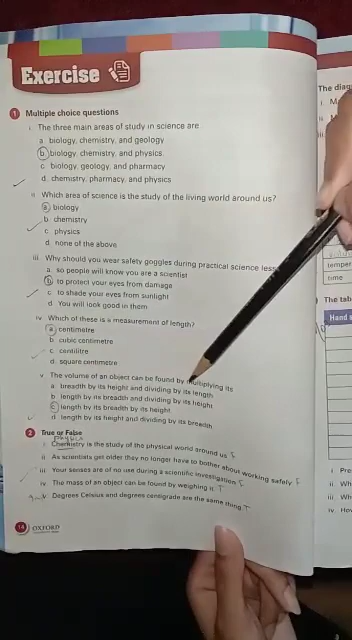 Exercise
1 Multiple choice questions
i The three main areas of study in science are
a biology, chemistry, and geology
b biology, chemistry, and physics
c biology, geology, and pharmacy
d chemistry, pharmacy, and physics
ii Which area of science is the study of the living world around us?
a biology
b chemistry
c physics
d none of the above
iii Why should you wear safety goggles during practical science less
a so people will know you are a scientist
b to protect your eyes from damage
c to shade your eyes from sunlight
d You will look good in them
iv Which of these is a measurement of length?
a centimetre
b cubic centimetre
c centilitre
d square centimetre
v The volume of an object can be found by multiplying its
a breadth by its height and dividing by its length
b length by its breadth and dividing by its height
c length by its breadth by its height
d length by its height and dividing by its breadth
2 True or False
physics
i Chemistry is the study of the physical world around us F
ii As scientists get older they no longer have to bother about working safely F
iii Your senses are of no use during a scientific investigation F
iv The mass of an object can be found by weighing it T
v Degrees Celsius and degrees centigrade are the same thing T
14 OXFORD
The diag
i
ii
iii
temper
time
The tab
Hand s
i Pre
ii. Wh
iii. Wh
iv. Hov